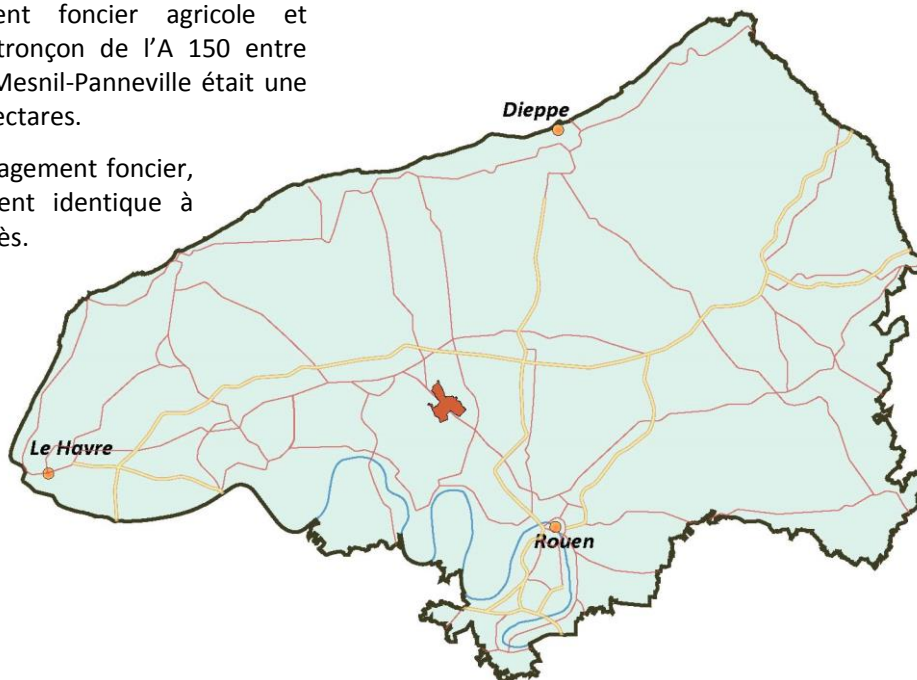 ent foncier agricole et
tronçon de l'A 150 entre
Mesnil-Panneville était une
ectares.
agement foncier,
ent identique à
ès.
Dieppe
Le Havre
Rouen